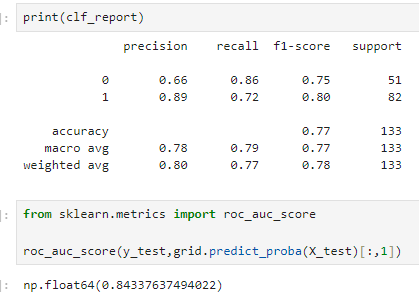 ]: print(clf_report)
precision recall f1-score support
0 0.66 0.86 0.75 51
1 0.89 0.72 0.80 82
accuracy 0.77 133
macro avg 0.78 0.79 0.77 133
weighted avg 0.80 0.77 0.78 133
]: from sklearn.metrics import roc_auc_score
roc_auc_score(y_test,grid.predict_proba(X_test)[:,1])
]: np.float64(0.84337637494022)